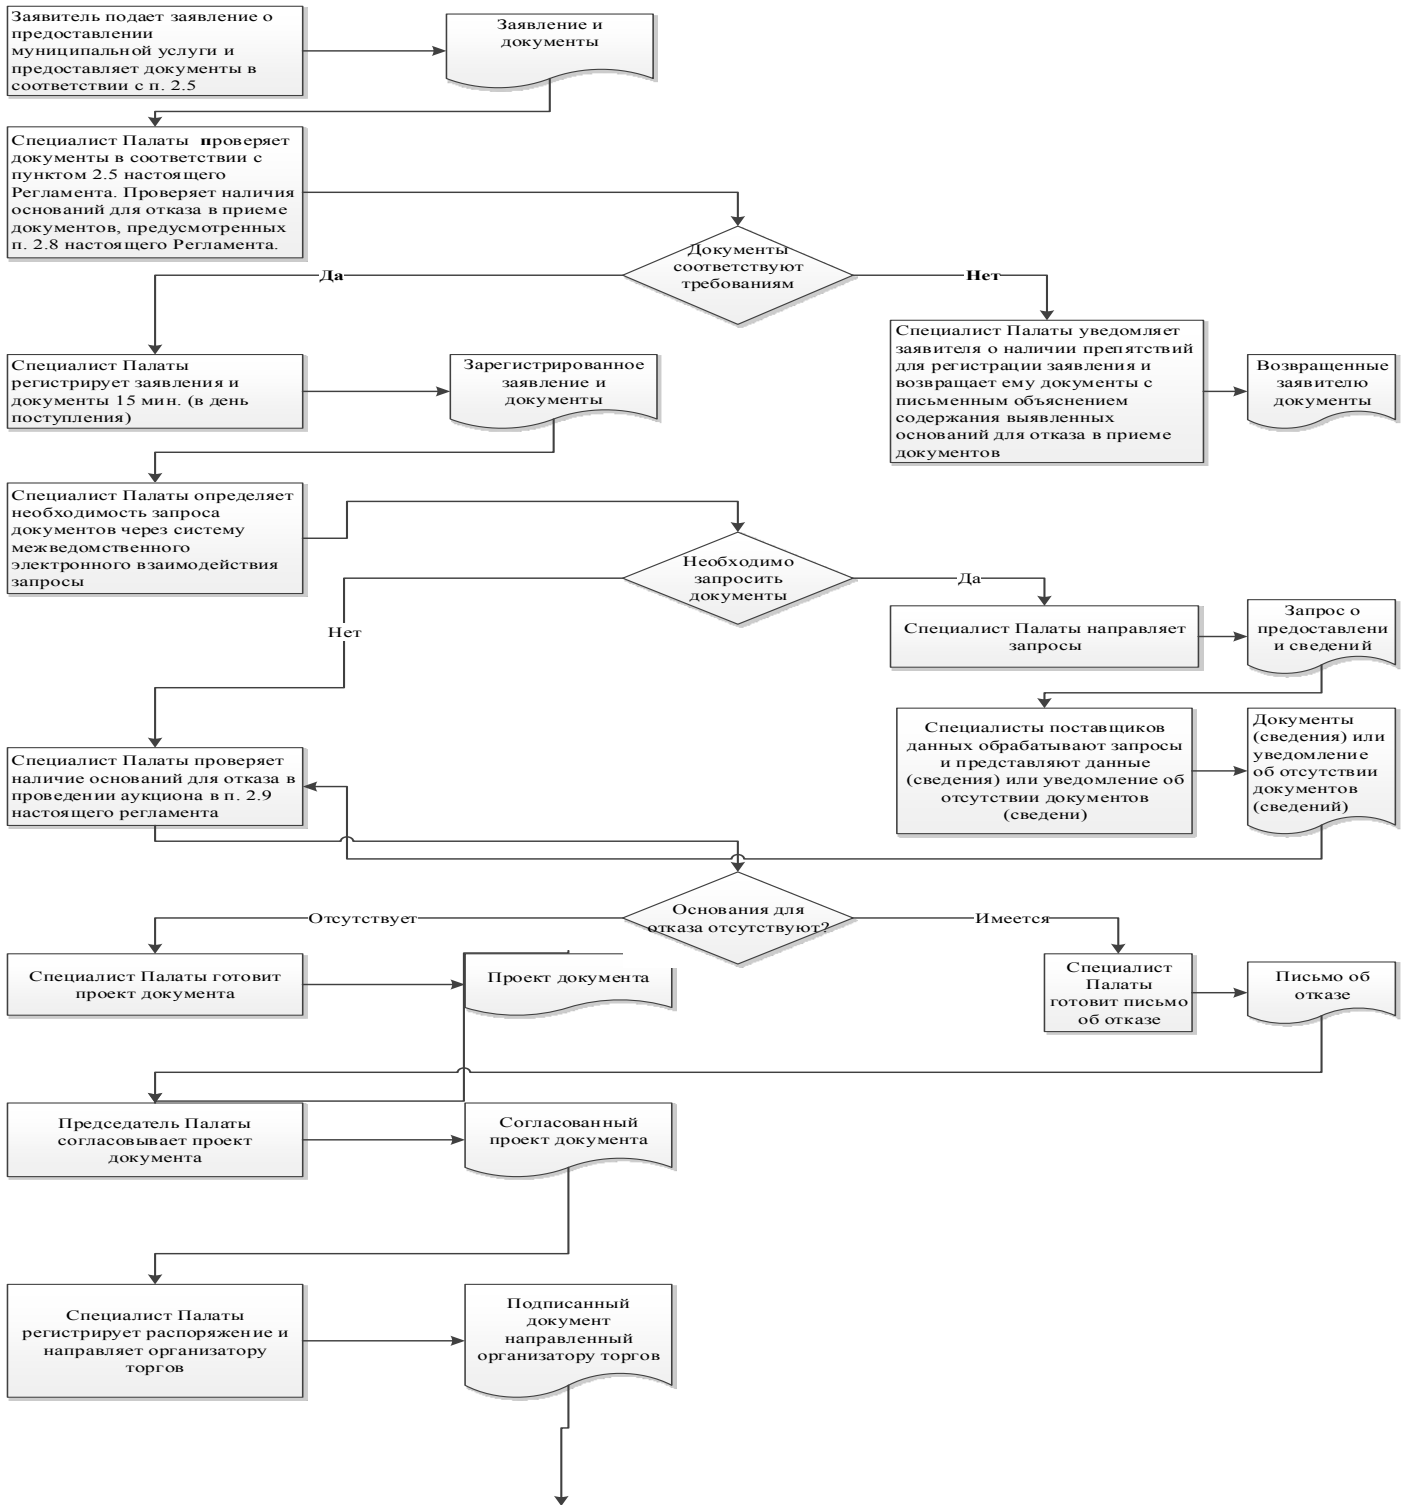 Заявитель подает заявление о
предоставлении
муниципальной услуги и
предоставляет документы в
соответствии с п. 2.5
Заявление и
документы
Специалист Палаты проверяет
документы в соответствии с
пунктом 2.5 настоящего
Регламента. Проверяет наличия
оснований для отказа в приеме
документов, предусмотренных
п. 2.8 настоящего Регламента.
Документы
соответствуют
требованиям
Да
Нет
Специалист Палаты
регистрирует заявления и
документы 15 мин. (в день
поступления)
Зарегистрированное
заявление и
документы
Специалист Палаты уведомляет
заявителя о наличии препятствий
для регистрации заявления и
возвращает ему документы с
письменным объяснением
содержания выявленных
оснований для отказа в приеме
документов
Возвращенные
заявителю
документы
Специалист Палаты определяет
необходимость запроса
документов через систему
межведомственного
электронного взаимодействия
запросы
Необходимо
запросить
документы
Да
Нет
Специалист Палаты направляет
запросы
Запрос о
предоставлени
и сведений
Специалисты поставщиков
данных обрабатывают запросы
и представляют данные
(сведения) или уведомление об
отсутствии документов
(сведени)
Документы
(сведения) или
уведомление
об отсутствии
документов
(сведений)
Специалист Палаты проверяет
наличие оснований для отказа в
проведении аукциона в п. 2.9
настоящего регламента
Основания для
отказа отсутствуют?
Отсутствует
Имеется
Специалист Палаты готовит
проект документа
Проект документа
Специалист
Палаты
готовит письмо
об отказе
Письмо об
отказе
Председатель Палаты
согласовывает проект
документа
Согласованный
проект документа
Специалист Палаты
регистрирует распоряжение и
направляет организатору
торгов
Подписанный
документ
направленный
организатору торгов